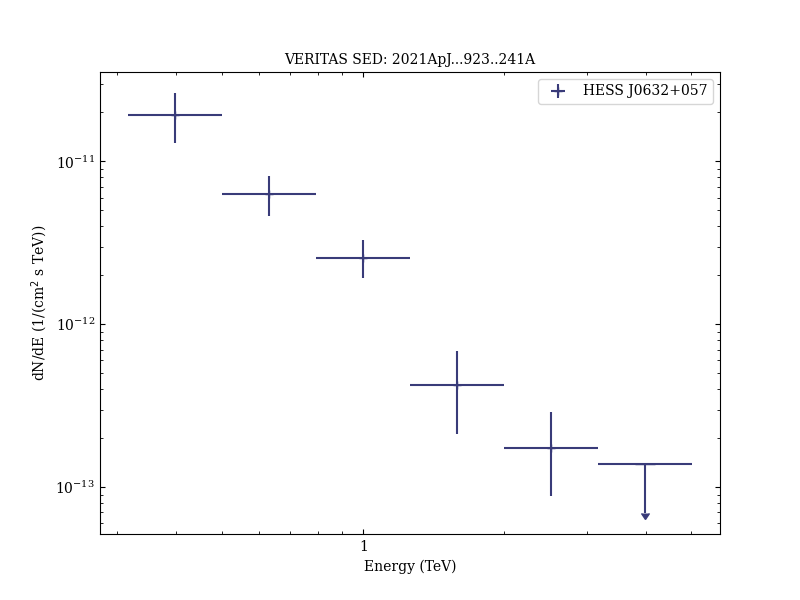 VERITAS SED: 2021ApJ...923..241A
HESS J0632+057
10⁻¹¹
10⁻¹²
10⁻¹³
dN/dE (1/(cm² s TeV))
1
Energy (TeV)